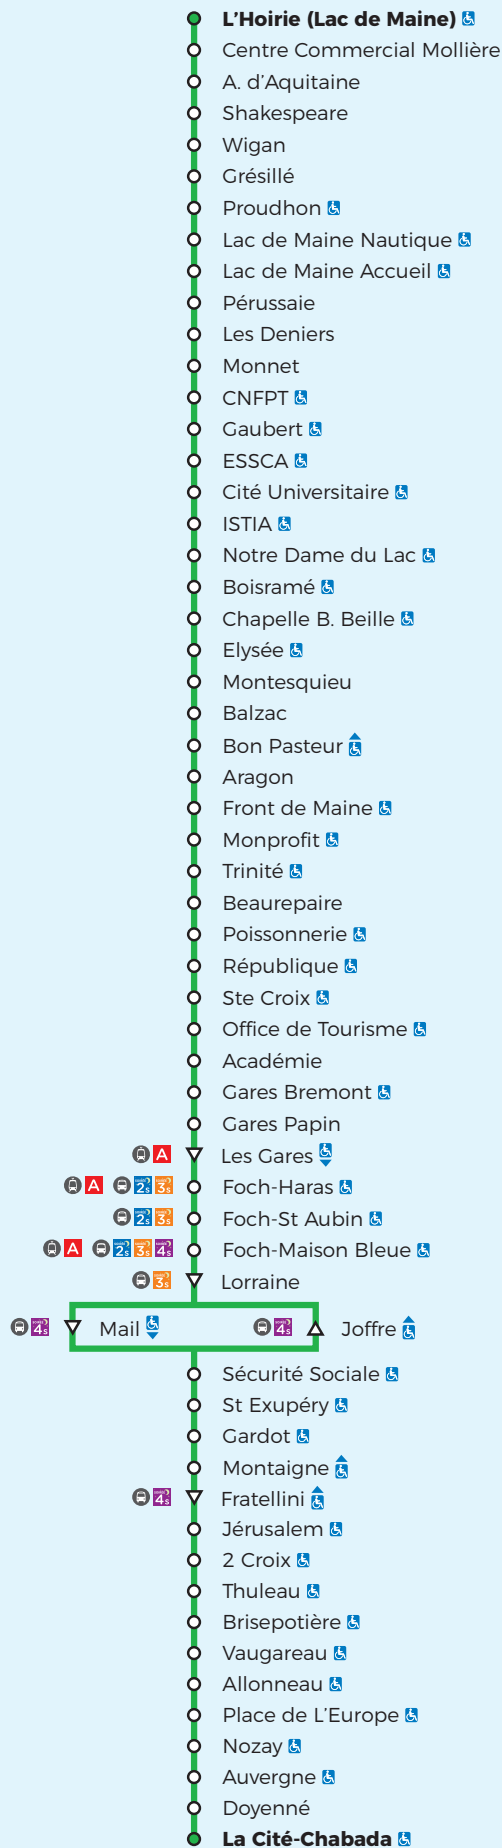 L'Hoirie (Lac de Maine)
Centre Commercial Mollière
A. d'Aquitaine
Shakespeare
Wigan
Grésillé
Proudhon
Lac de Maine Nautique
Lac de Maine Accueil
Pérussaie
Les Deniers
Monnet
CNFPT
Gaubert
ESSCA
Cité Universitaire
ISTIA
Notre Dame du Lac
Boisramé
Chapelle B. Beille
Elysée
Montesquieu
Balzac
Bon Pasteur
Aragon
Front de Maine
Monprofit
Trinité
Beaurepaire
Poissonnerie
République
Ste Croix
Office de Tourisme
Académie
Gares Bremont
Gares Papin
A Les Gares
A 2s 3s Foch-Haras
2s 3s Foch-St Aubin
A 2s 3s 4s Foch-Maison Bleue
3s Lorraine
4s Mail 4s Joffre
Sécurité Sociale
St Exupéry
Gardot
Montaigne
4s Fratellini
Jérusalem
2 Croix
Thuleau
Brisepotière
Vaugareau
Allonneau
Place de L'Europe
Nozay
Auvergne
Doyenné
La Cité-Chabada